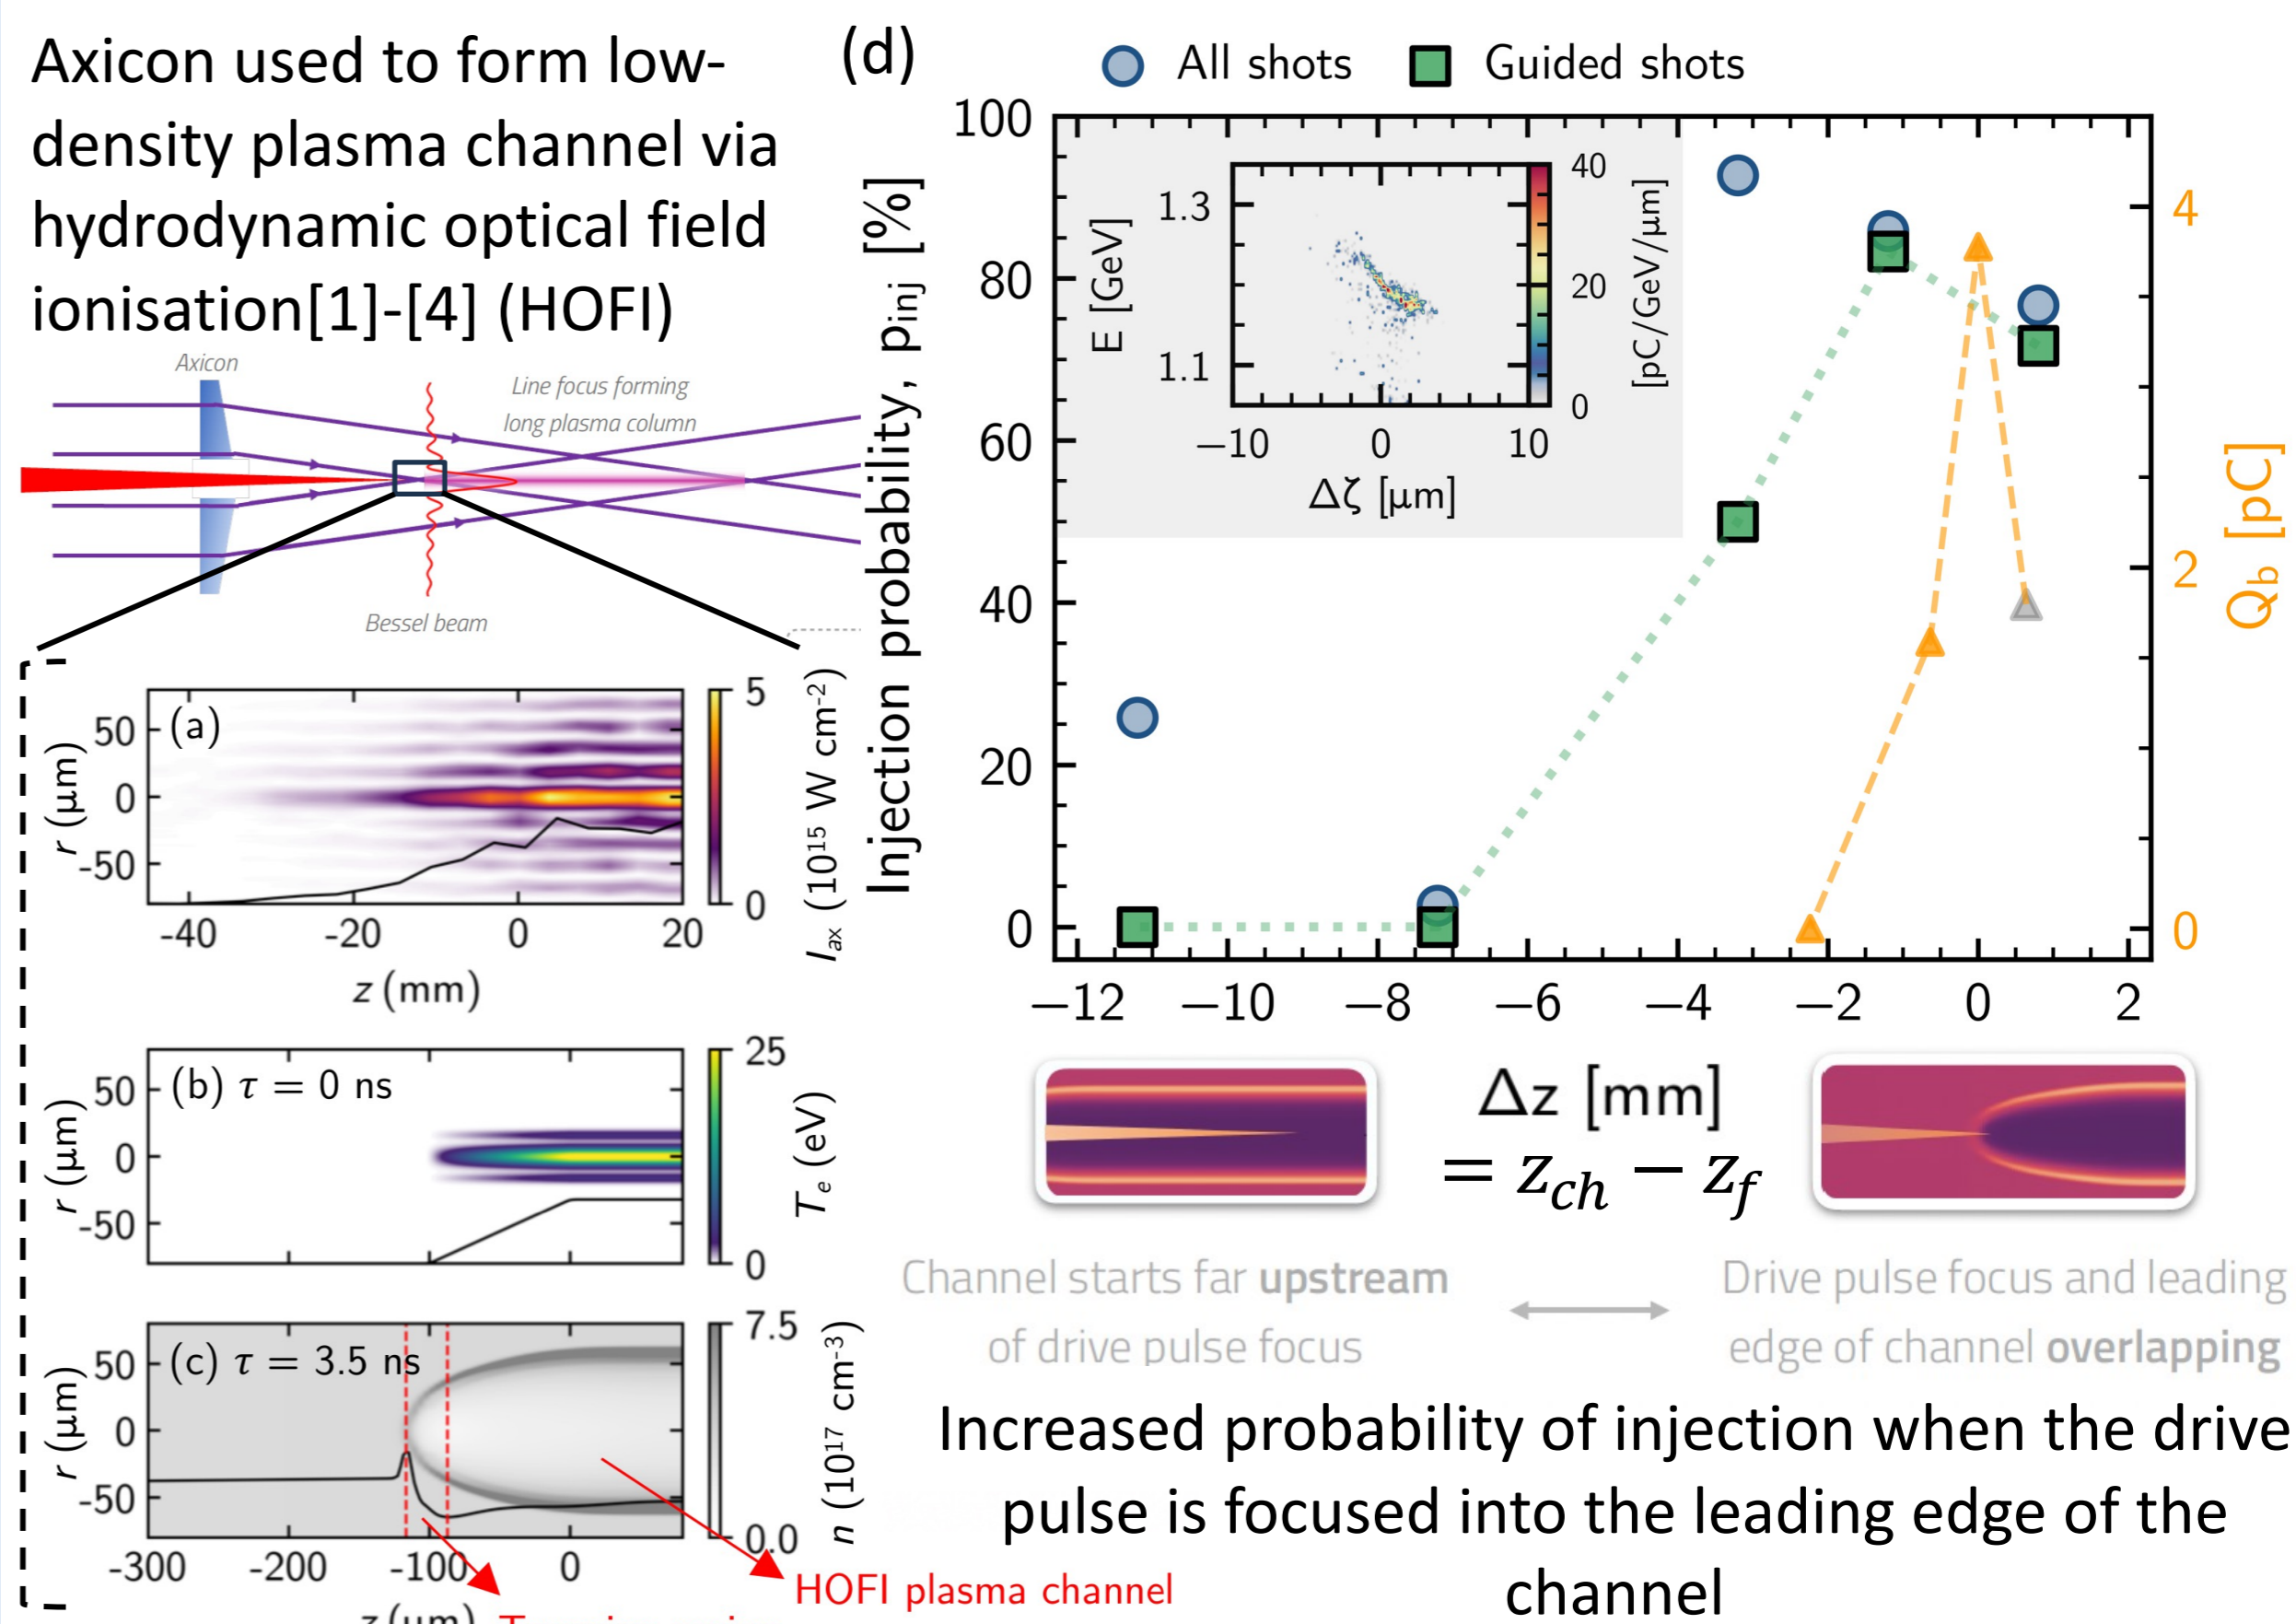 Axicon used to form low-
density plasma channel via
hydrodynamic optical field
ionisation[1]-[4] (HOFI)
Axicon
Line focus forming
long plasma column
Bessel beam
(a)
50
0
-50
r (μm)
-40 -20 0 20
z (mm)
5
0
I_ax (10^15 W cm^-2)
(b) τ = 0 ns
50
0
-50
r (μm)
25
0
T_e (eV)
(c) τ = 3.5 ns
50
0
-50
r (μm)
-300 -200 -100 0
7.5
0.0
n (10^17 cm^-3)
HOFI plasma channel
(d)
All shots Guided shots
Injection probability, p_inj [%]
100
80
60
40
20
0
E [GeV]
1.3
1.1
−10 0 10
Δζ [μm]
40
20
0
[pC/GeV/μm]
4
2
0
Q_b [pC]
−12 −10 −8 −6 −4 −2 0 2
Δz [mm]
= z_ch − z_f
Channel starts far upstream
of drive pulse focus
Drive pulse focus and leading
edge of channel overlapping
Increased probability of injection when the drive
pulse is focused into the leading edge of the
channel